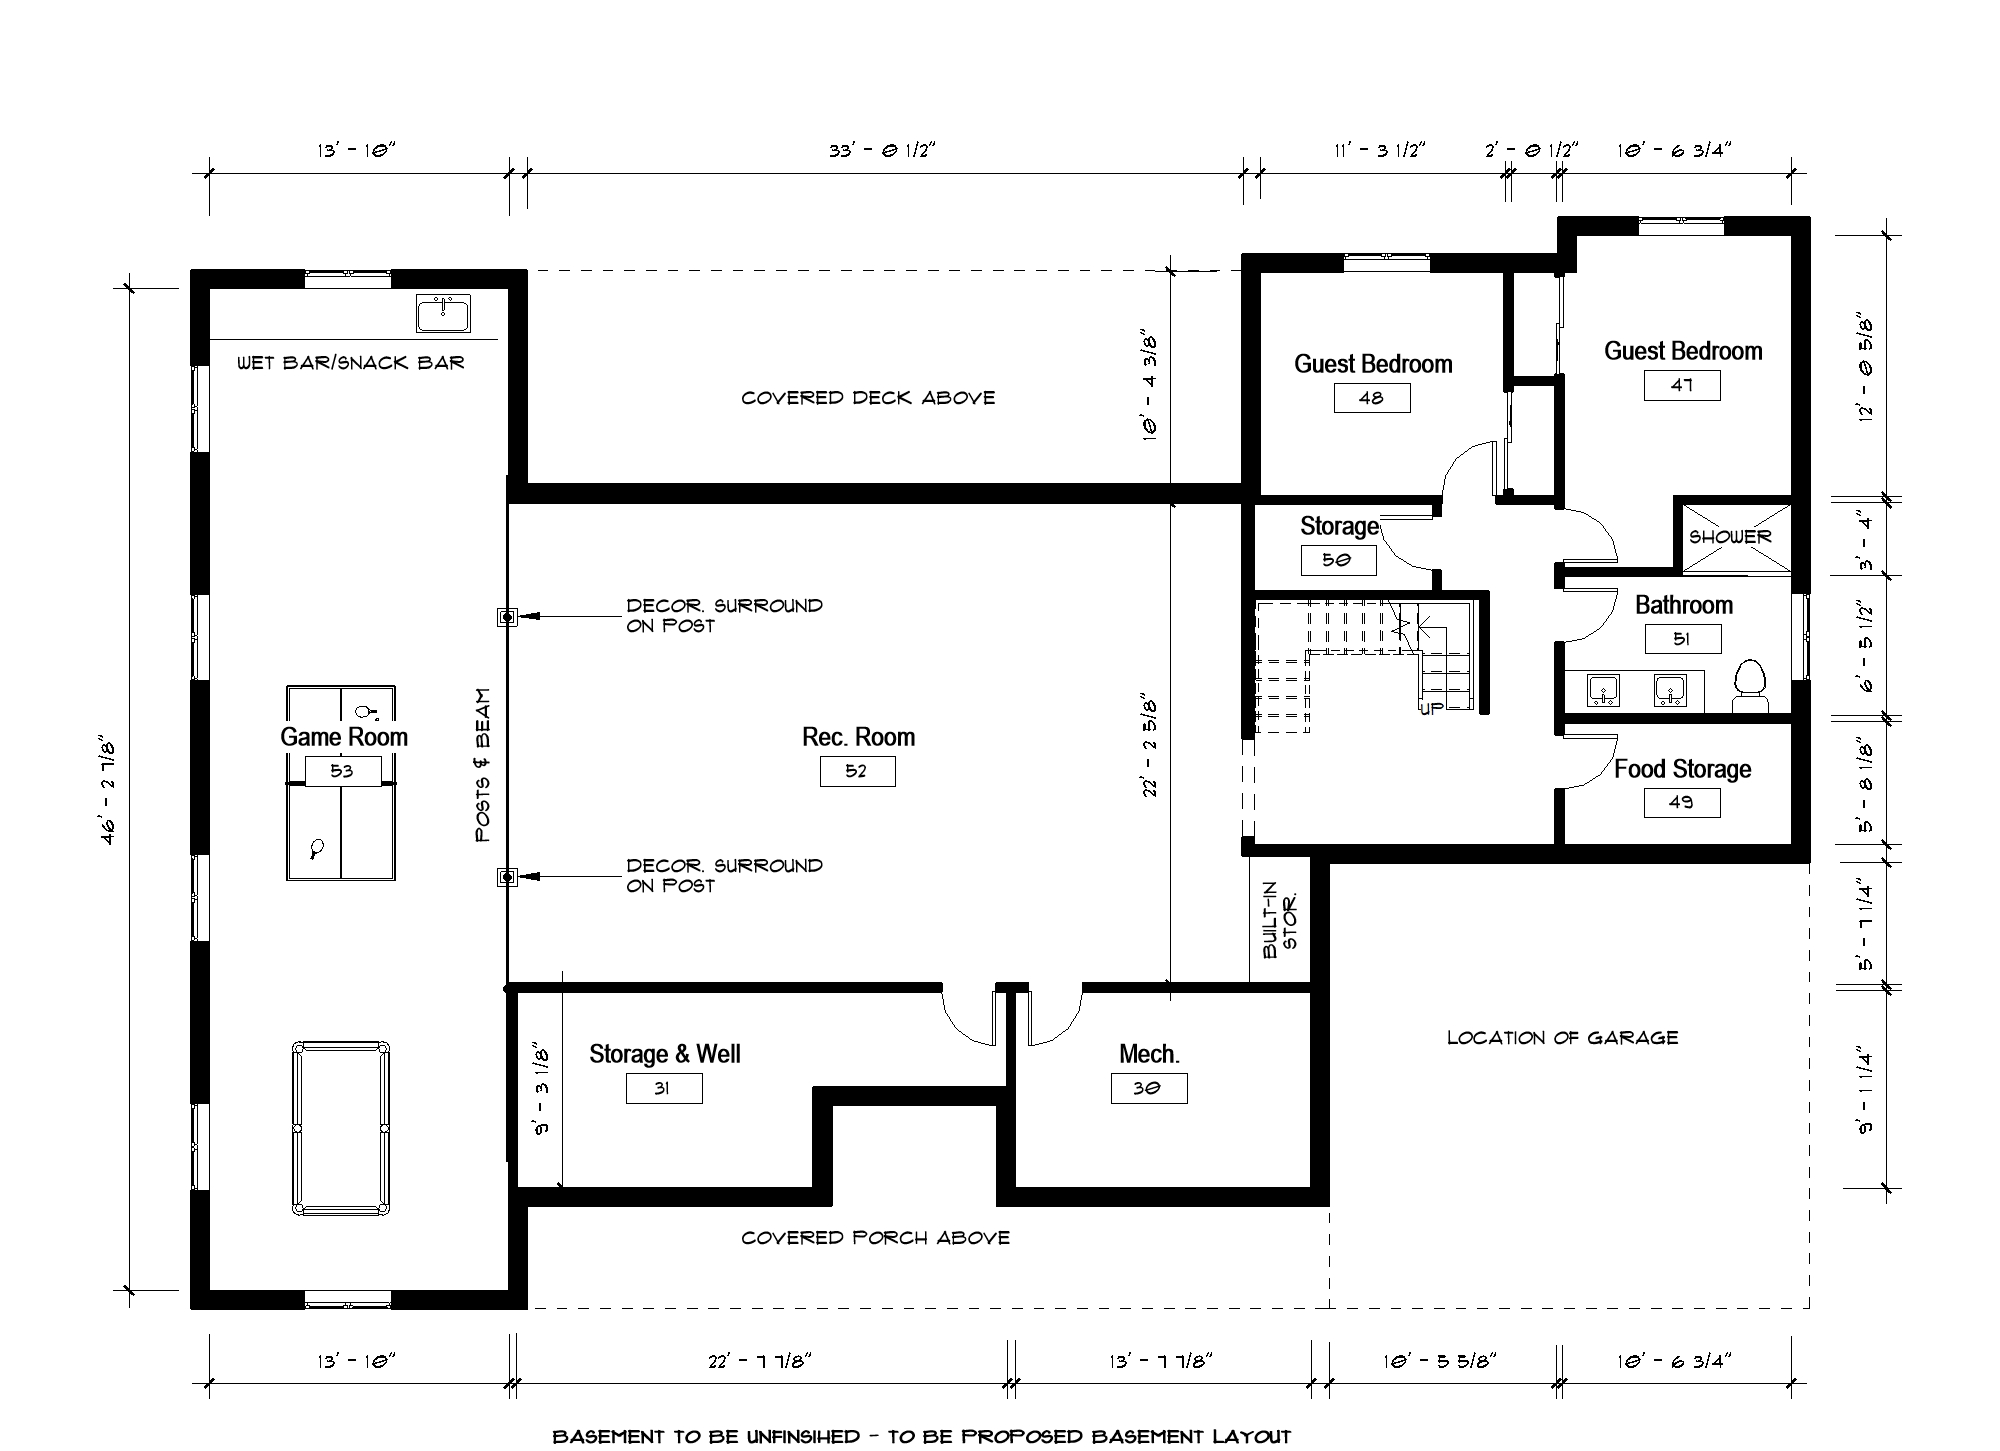 13' - 10"
33' - 0 1/2"
11' - 3 1/2"
2' - 0 1/2"
10' - 6 3/4"
WET BAR/SNACK BAR
COVERED DECK ABOVE
10' - 4 3/8"
Guest Bedroom
48
Guest Bedroom
47
12' - 0 5/8"
Storage
50
SHOWER
3' - 4"
DECOR. SURROUND
ON POST
Bathroom
51
6' - 5 1/2"
UP
46' - 2 7/8"
Game Room
53
POSTS & BEAM
Rec. Room
52
22' - 2 5/8"
Food Storage
49
5' - 8 1/8"
DECOR. SURROUND
ON POST
BUILT-IN
STOR.
5' - 7 1/4"
9' - 3 1/8"
Storage & Well
31
Mech.
30
LOCATION OF GARAGE
9' - 1 1/4"
COVERED PORCH ABOVE
13' - 10"
22' - 7 7/8"
13' - 7 7/8"
10' - 5 5/8"
10' - 6 3/4"
BASEMENT TO BE UNFINSIHED - TO BE PROPOSED BASEMENT LAYOUT